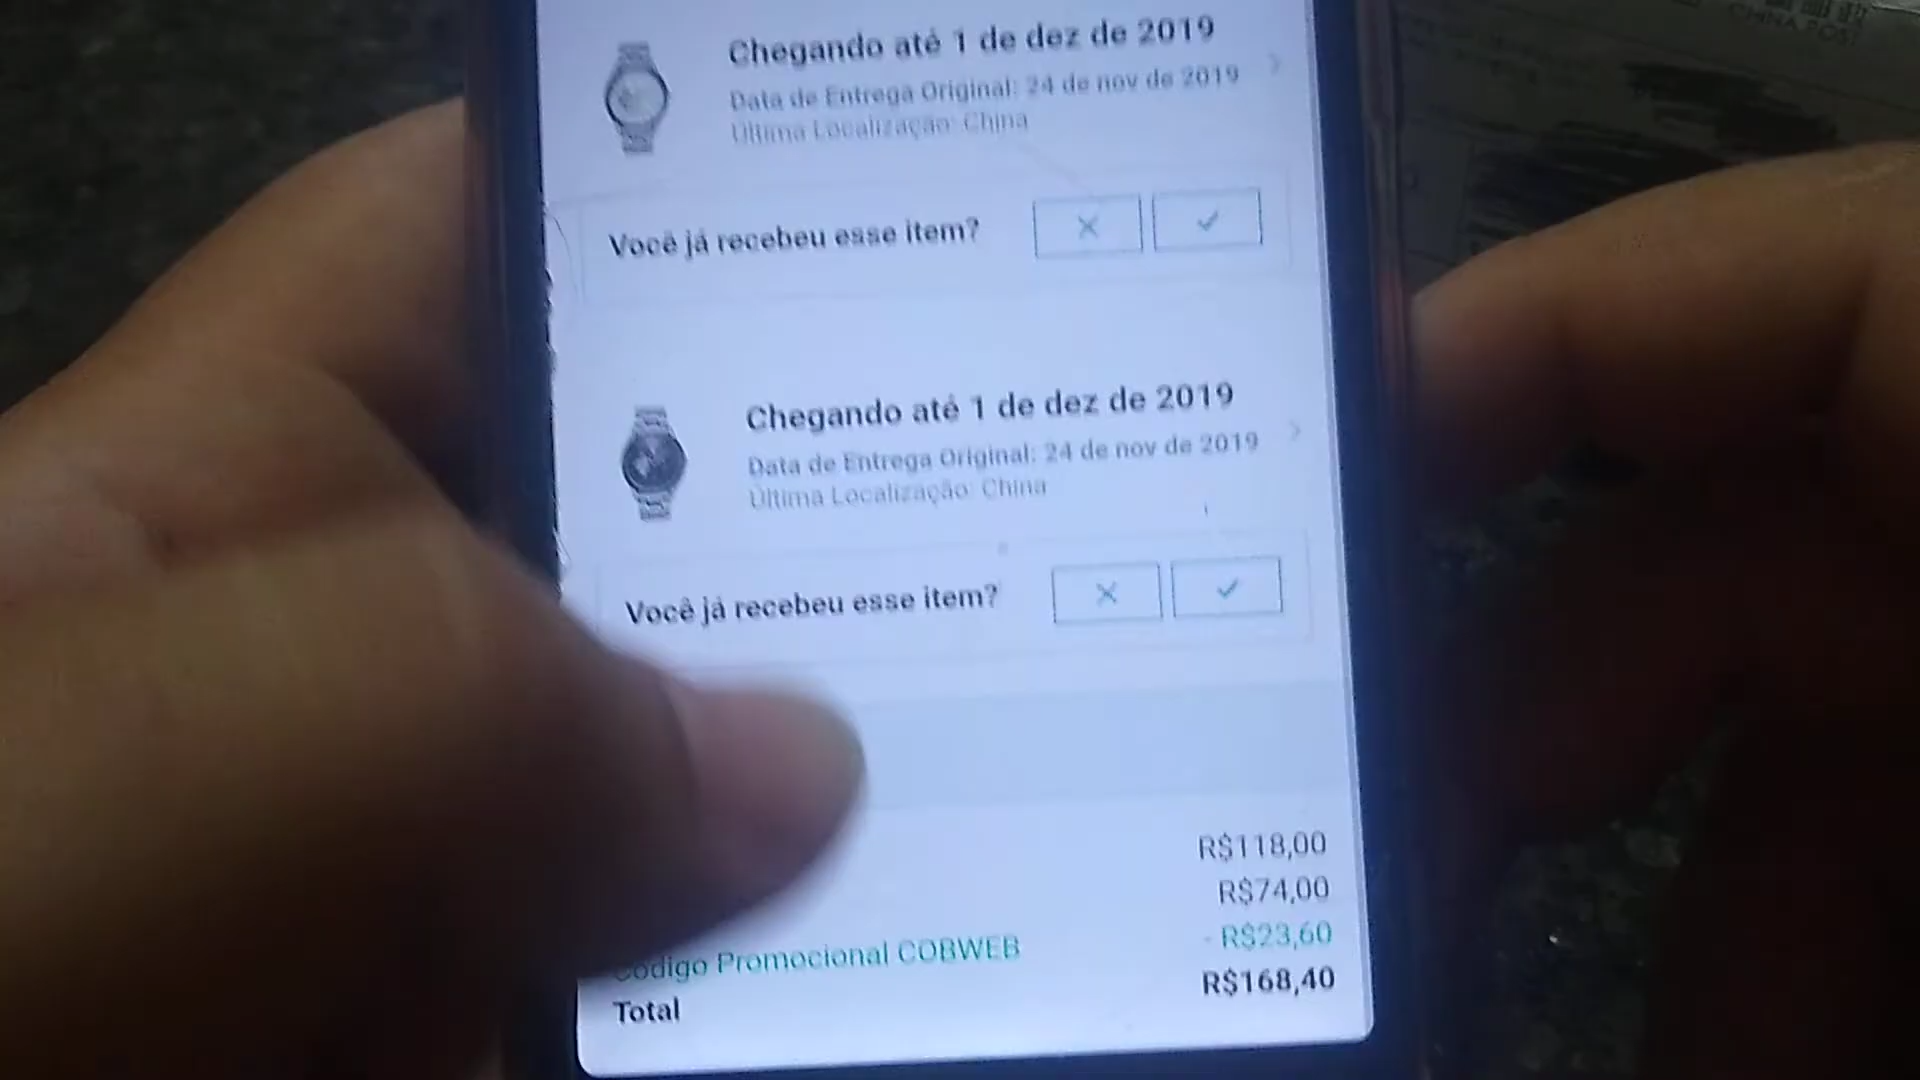 Chegando até 1 de dez de 2019
Data de Entrega Original: 24 de nov de 2019
Última Localização: China
Você já recebeu esse item?
Chegando até 1 de dez de 2019
Data de Entrega Original: 24 de nov de 2019
Última Localização: China
Você já recebeu esse item?
R$118,00
R$74,00
Código Promocional COBWEB - R$23,60
Total R$168,40
CHINA POST